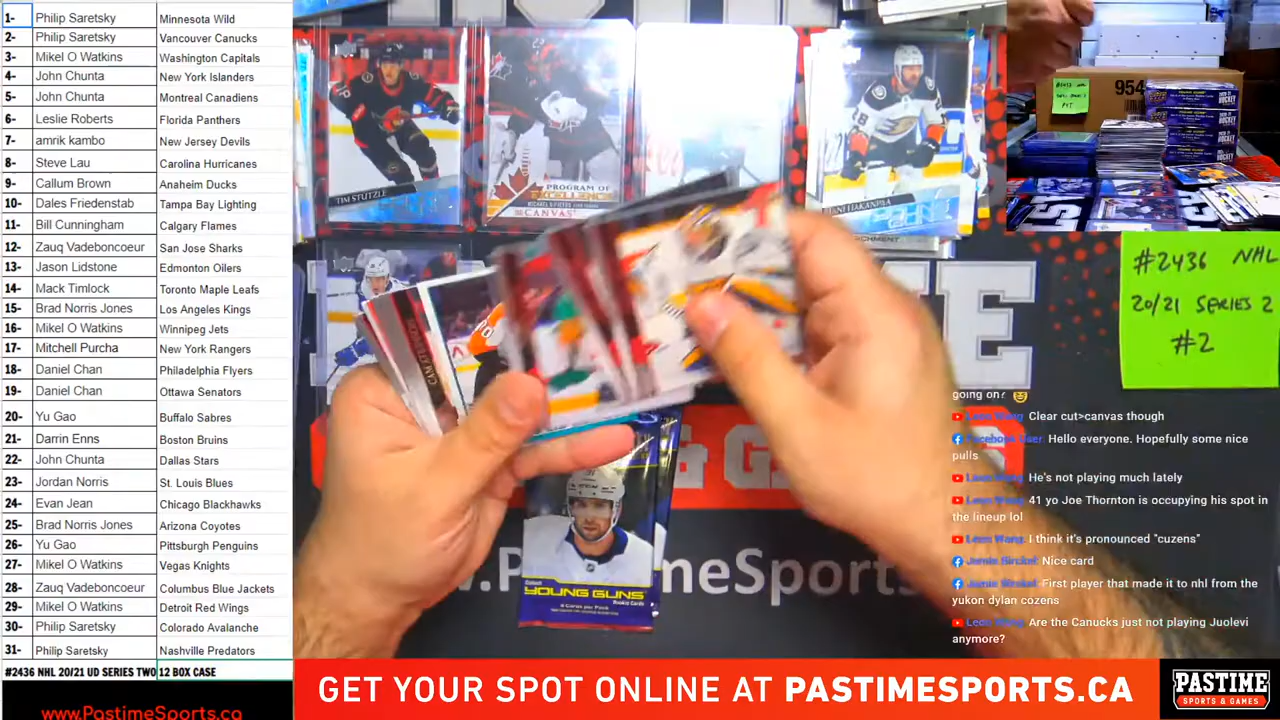 1- Philip Saretsky Minnesota Wild
2- Philip Saretsky Vancouver Canucks
3- Mikel O Watkins Washington Capitals
4- John Chunta New York Islanders
5- John Chunta Montreal Canadiens
6- Leslie Roberts Florida Panthers
7- amrik kambo New Jersey Devils
8- Steve Lau Carolina Hurricanes
9- Callum Brown Anaheim Ducks
10- Dales Friedenstab Tampa Bay Lighting
11- Bill Cunningham Calgary Flames
12- Zauq Vadeboncoeur San Jose Sharks
13- Jason Lidstone Edmonton Oilers
14- Mack Timlock Toronto Maple Leafs
15- Brad Norris Jones Los Angeles Kings
16- Mikel O Watkins Winnipeg Jets
17- Mitchell Purcha New York Rangers
18- Daniel Chan Philadelphia Flyers
19- Daniel Chan Ottawa Senators
20- Yu Gao Buffalo Sabres
21- Darrin Enns Boston Bruins
22- John Chunta Dallas Stars
23- Jordan Norris St. Louis Blues
24- Evan Jean Chicago Blackhawks
25- Brad Norris Jones Arizona Coyotes
26- Yu Gao Pittsburgh Penguins
27- Mikel O Watkins Vegas Knights
28- Zauq Vadeboncoeur Columbus Blue Jackets
29- Mikel O Watkins Detroit Red Wings
30- Philip Saretsky Colorado Avalanche
31- Philip Saretsky Nashville Predators
#2436 NHL 20/21 UD SERIES TWO 12 BOX CASE
www.PastimeSports.ca
TIM STÜTZLE
PROGRAM OF
EXCELLENCE
CANVAS
JANI HAKANPÄÄ
954
#2436 NHL
20/21 SERIES 2
#2
YOUNG GUNS
Rookie Cards
going on? 😄
Clear cut>canvas though
Hello everyone. Hopefully some nice
pulls
He's not playing much lately
41 yo Joe Thornton is occupying his spot in
the lineup lol
I think it's pronounced "cuzens"
Nice card
First player that made it to nhl from the
yukon dylan cozens
Are the Canucks just not playing Juolevi
anymore?
GET YOUR SPOT ONLINE AT PASTIMESPORTS.CA
PASTIME
SPORTS & GAMES